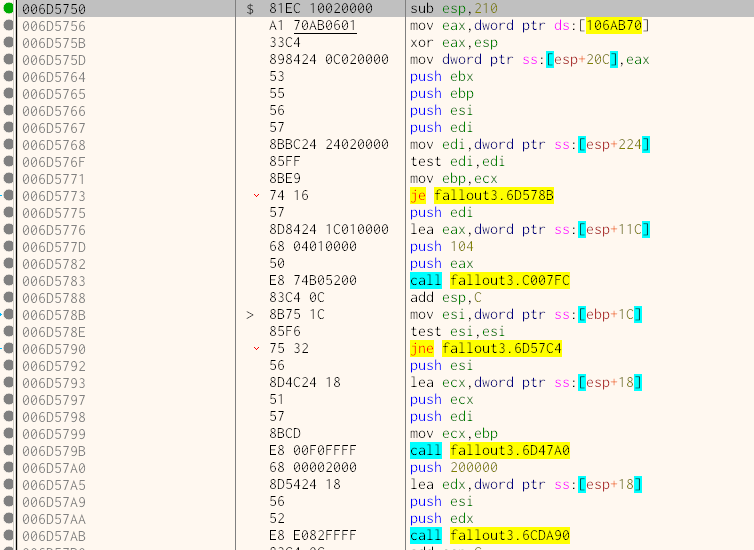 006D5750 $ 81EC 10020000 sub esp,210
006D5756 A1 70AB0601 mov eax,dword ptr ds:[106AB70]
006D575B 33C4 xor eax,esp
006D575D 898424 0C020000 mov dword ptr ss:[esp+20C],eax
006D5764 53 push ebx
006D5765 55 push ebp
006D5766 56 push esi
006D5767 57 push edi
006D5768 8BBC24 24020000 mov edi,dword ptr ss:[esp+224]
006D576F 85FF test edi,edi
006D5771 8BE9 mov ebp,ecx
006D5773 74 16 je fallout3.6D578B
006D5775 57 push edi
006D5776 8D8424 1C010000 lea eax,dword ptr ss:[esp+11C]
006D577D 68 04010000 push 104
006D5782 50 push eax
006D5783 E8 74B05200 call fallout3.C007FC
006D5788 83C4 0C add esp,C
006D578B > 8B75 1C mov esi,dword ptr ss:[ebp+1C]
006D578E 85F6 test esi,esi
006D5790 75 32 jne fallout3.6D57C4
006D5792 56 push esi
006D5793 8D4C24 18 lea ecx,dword ptr ss:[esp+18]
006D5797 51 push ecx
006D5798 57 push edi
006D5799 8BCD mov ecx,ebp
006D579B E8 00F0FFFF call fallout3.6D47A0
006D57A0 68 00002000 push 200000
006D57A5 8D5424 18 lea edx,dword ptr ss:[esp+18]
006D57A9 56 push esi
006D57AA 52 push edx
006D57AB E8 E082FFFF call fallout3.6CDA90